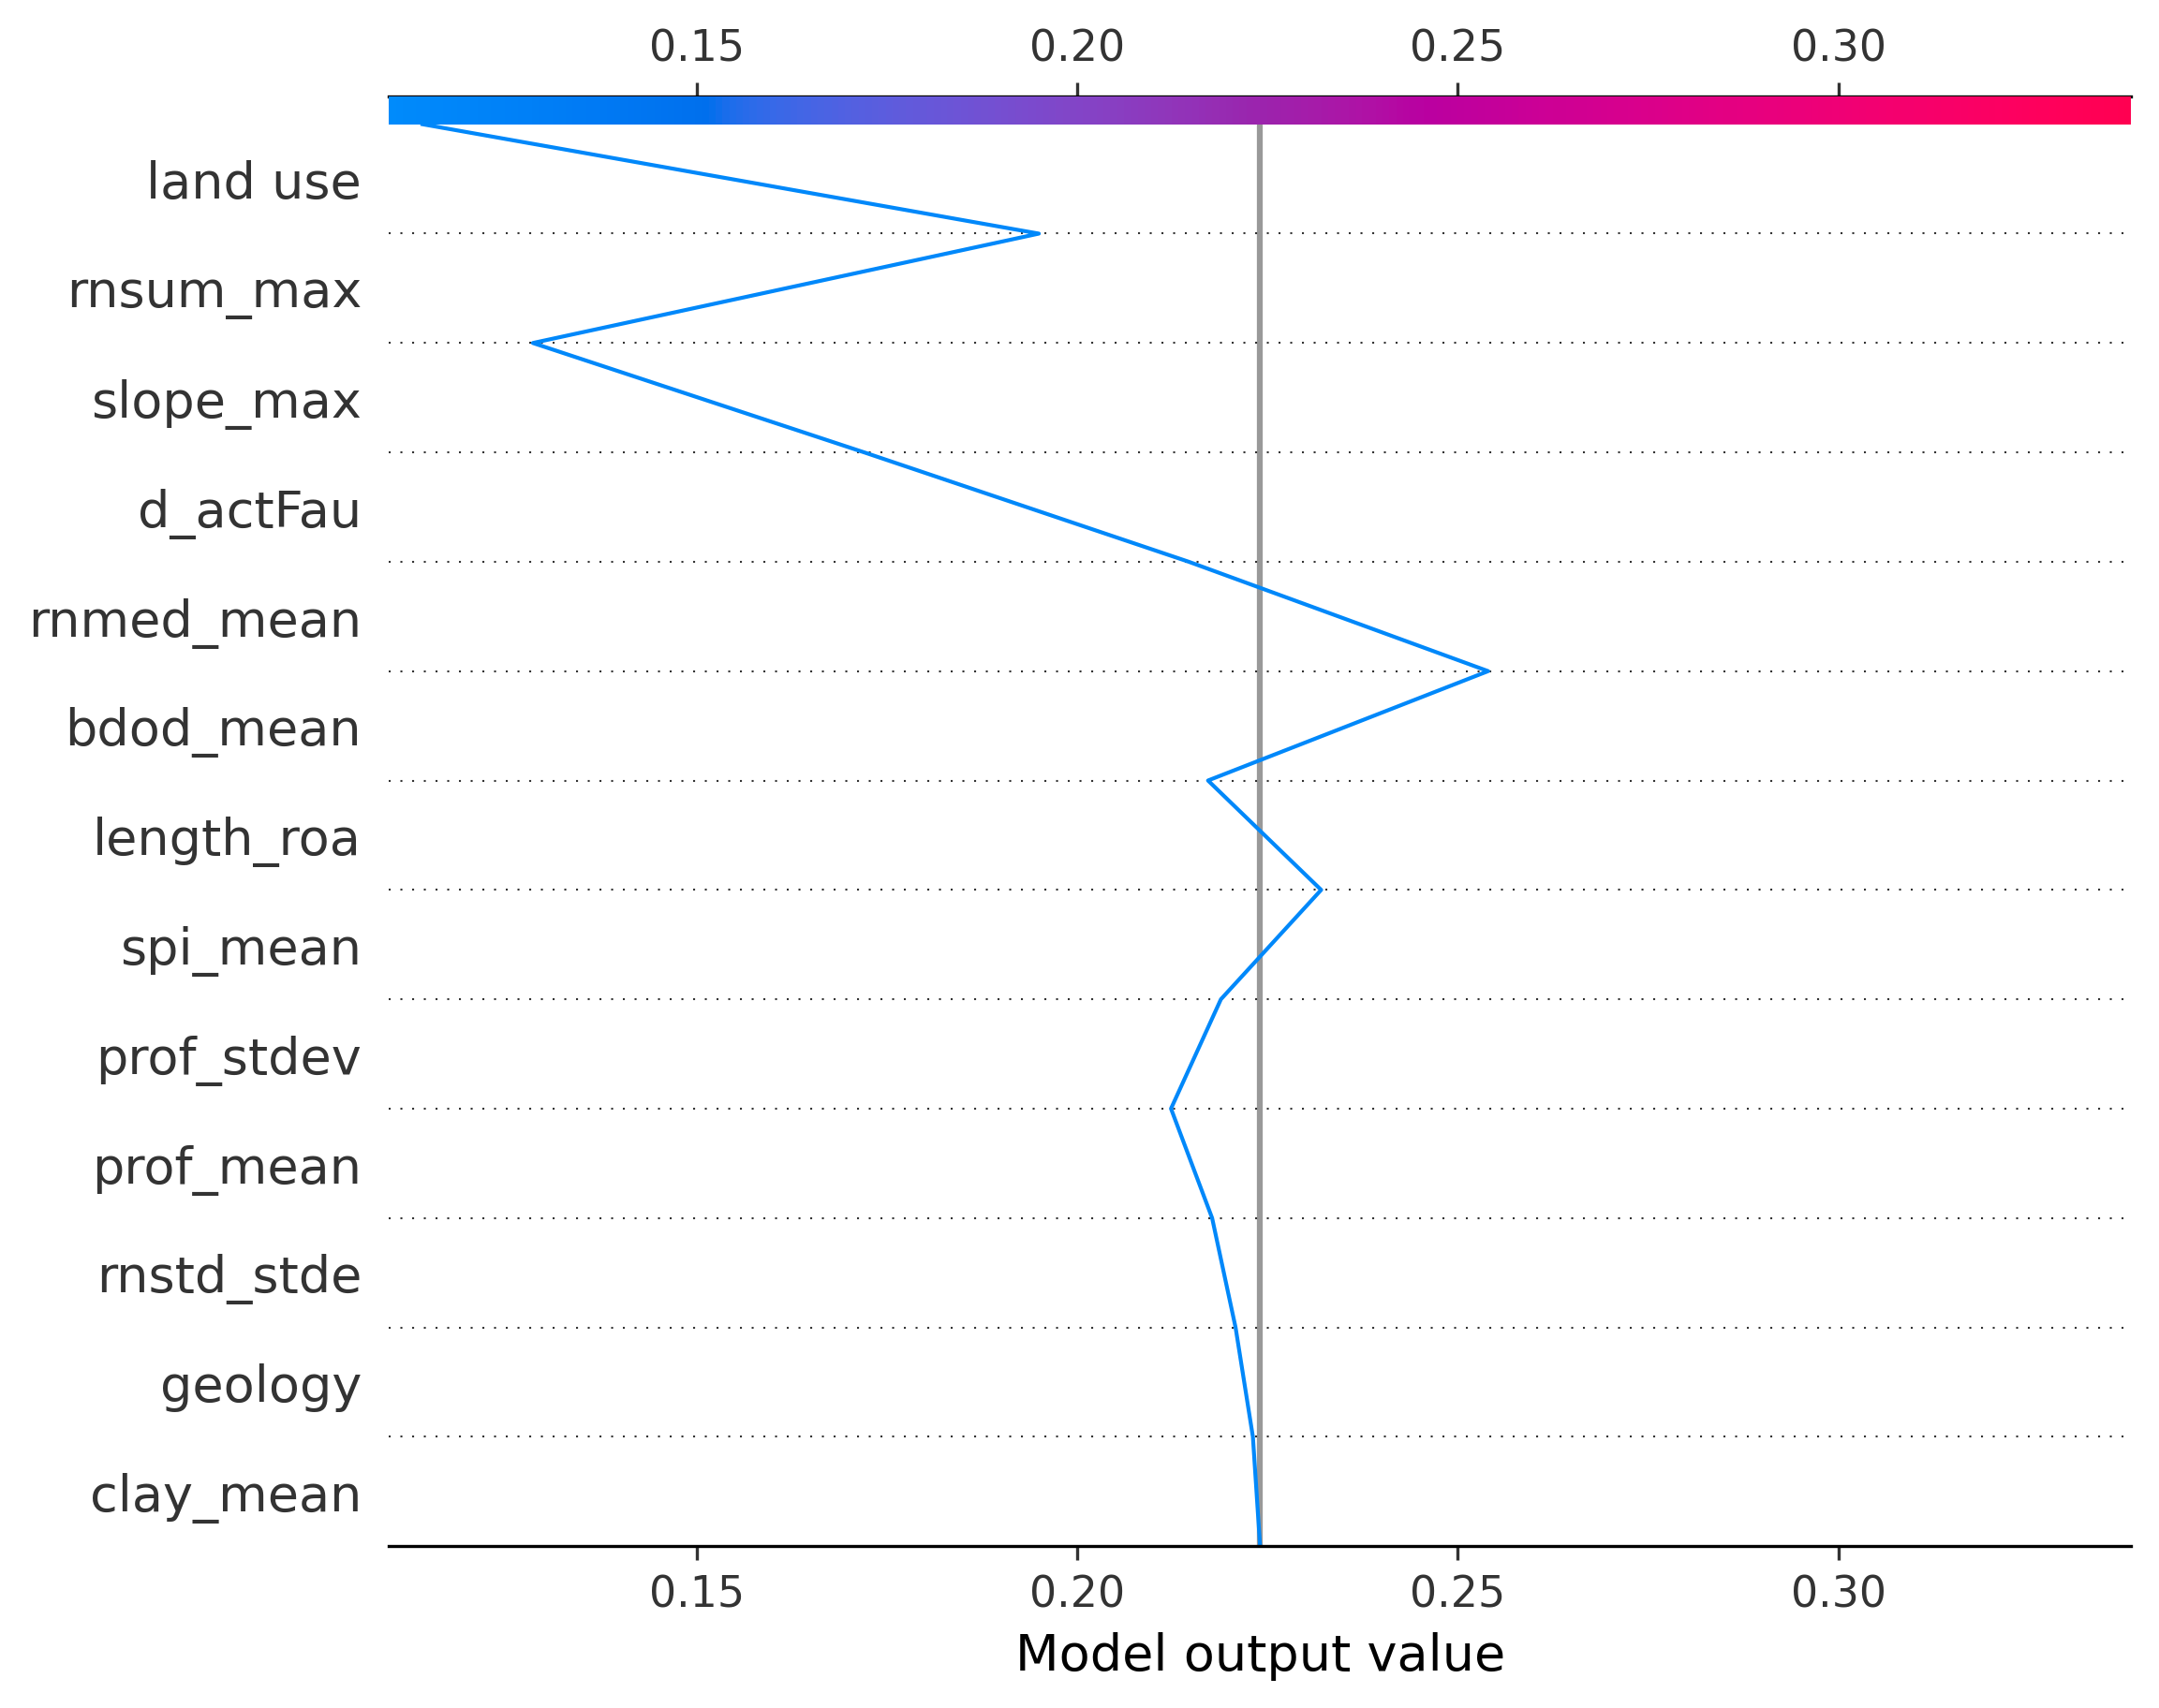 0.15 0.20 0.25 0.30
land use
rnsum_max
slope_max
d_actFau
rnmed_mean
bdod_mean
length_roa
spi_mean
prof_stdev
prof_mean
rnstd_stde
geology
clay_mean
0.15 0.20 0.25 0.30
Model output value